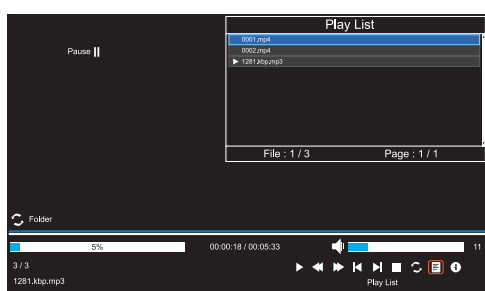 Play List
0001.mp4
0002.mp4
1281.kbp.mp3
Pause
File : 1 / 3 Page : 1 / 1
Folder
5% 00:00:18 / 00:05:33 11
3 / 3
1281.kbp.mp3 Play List